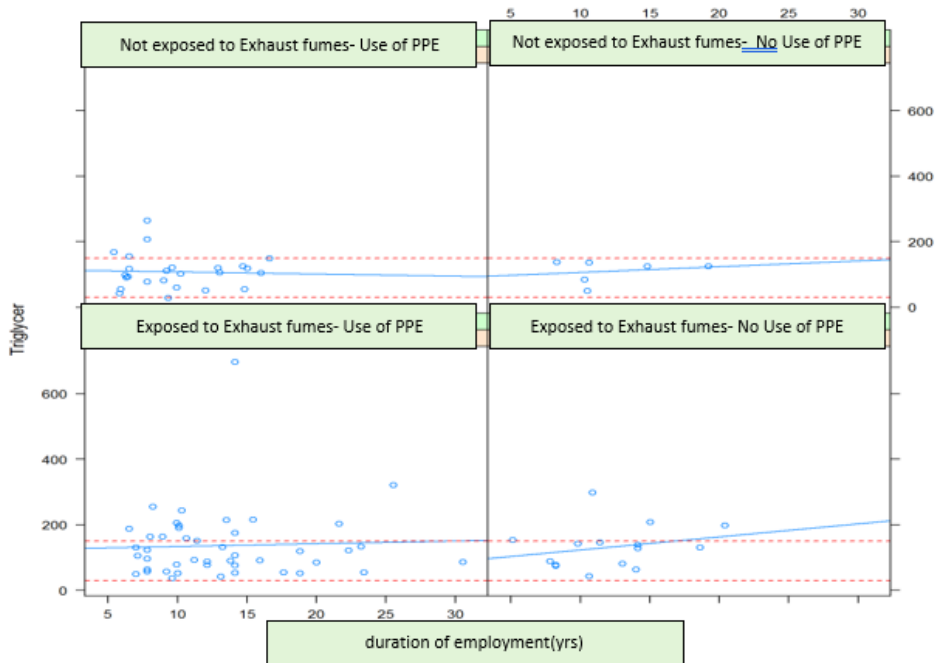 5 10 15 20 25 30
Not exposed to Exhaust fumes- Use of PPE
Not exposed to Exhaust fumes- No Use of PPE
600
400
200
0
Exposed to Exhaust fumes- Use of PPE
Exposed to Exhaust fumes- No Use of PPE
Triglycer
600
400
200
0
5 10 15 20 25 30
duration of employment(yrs)